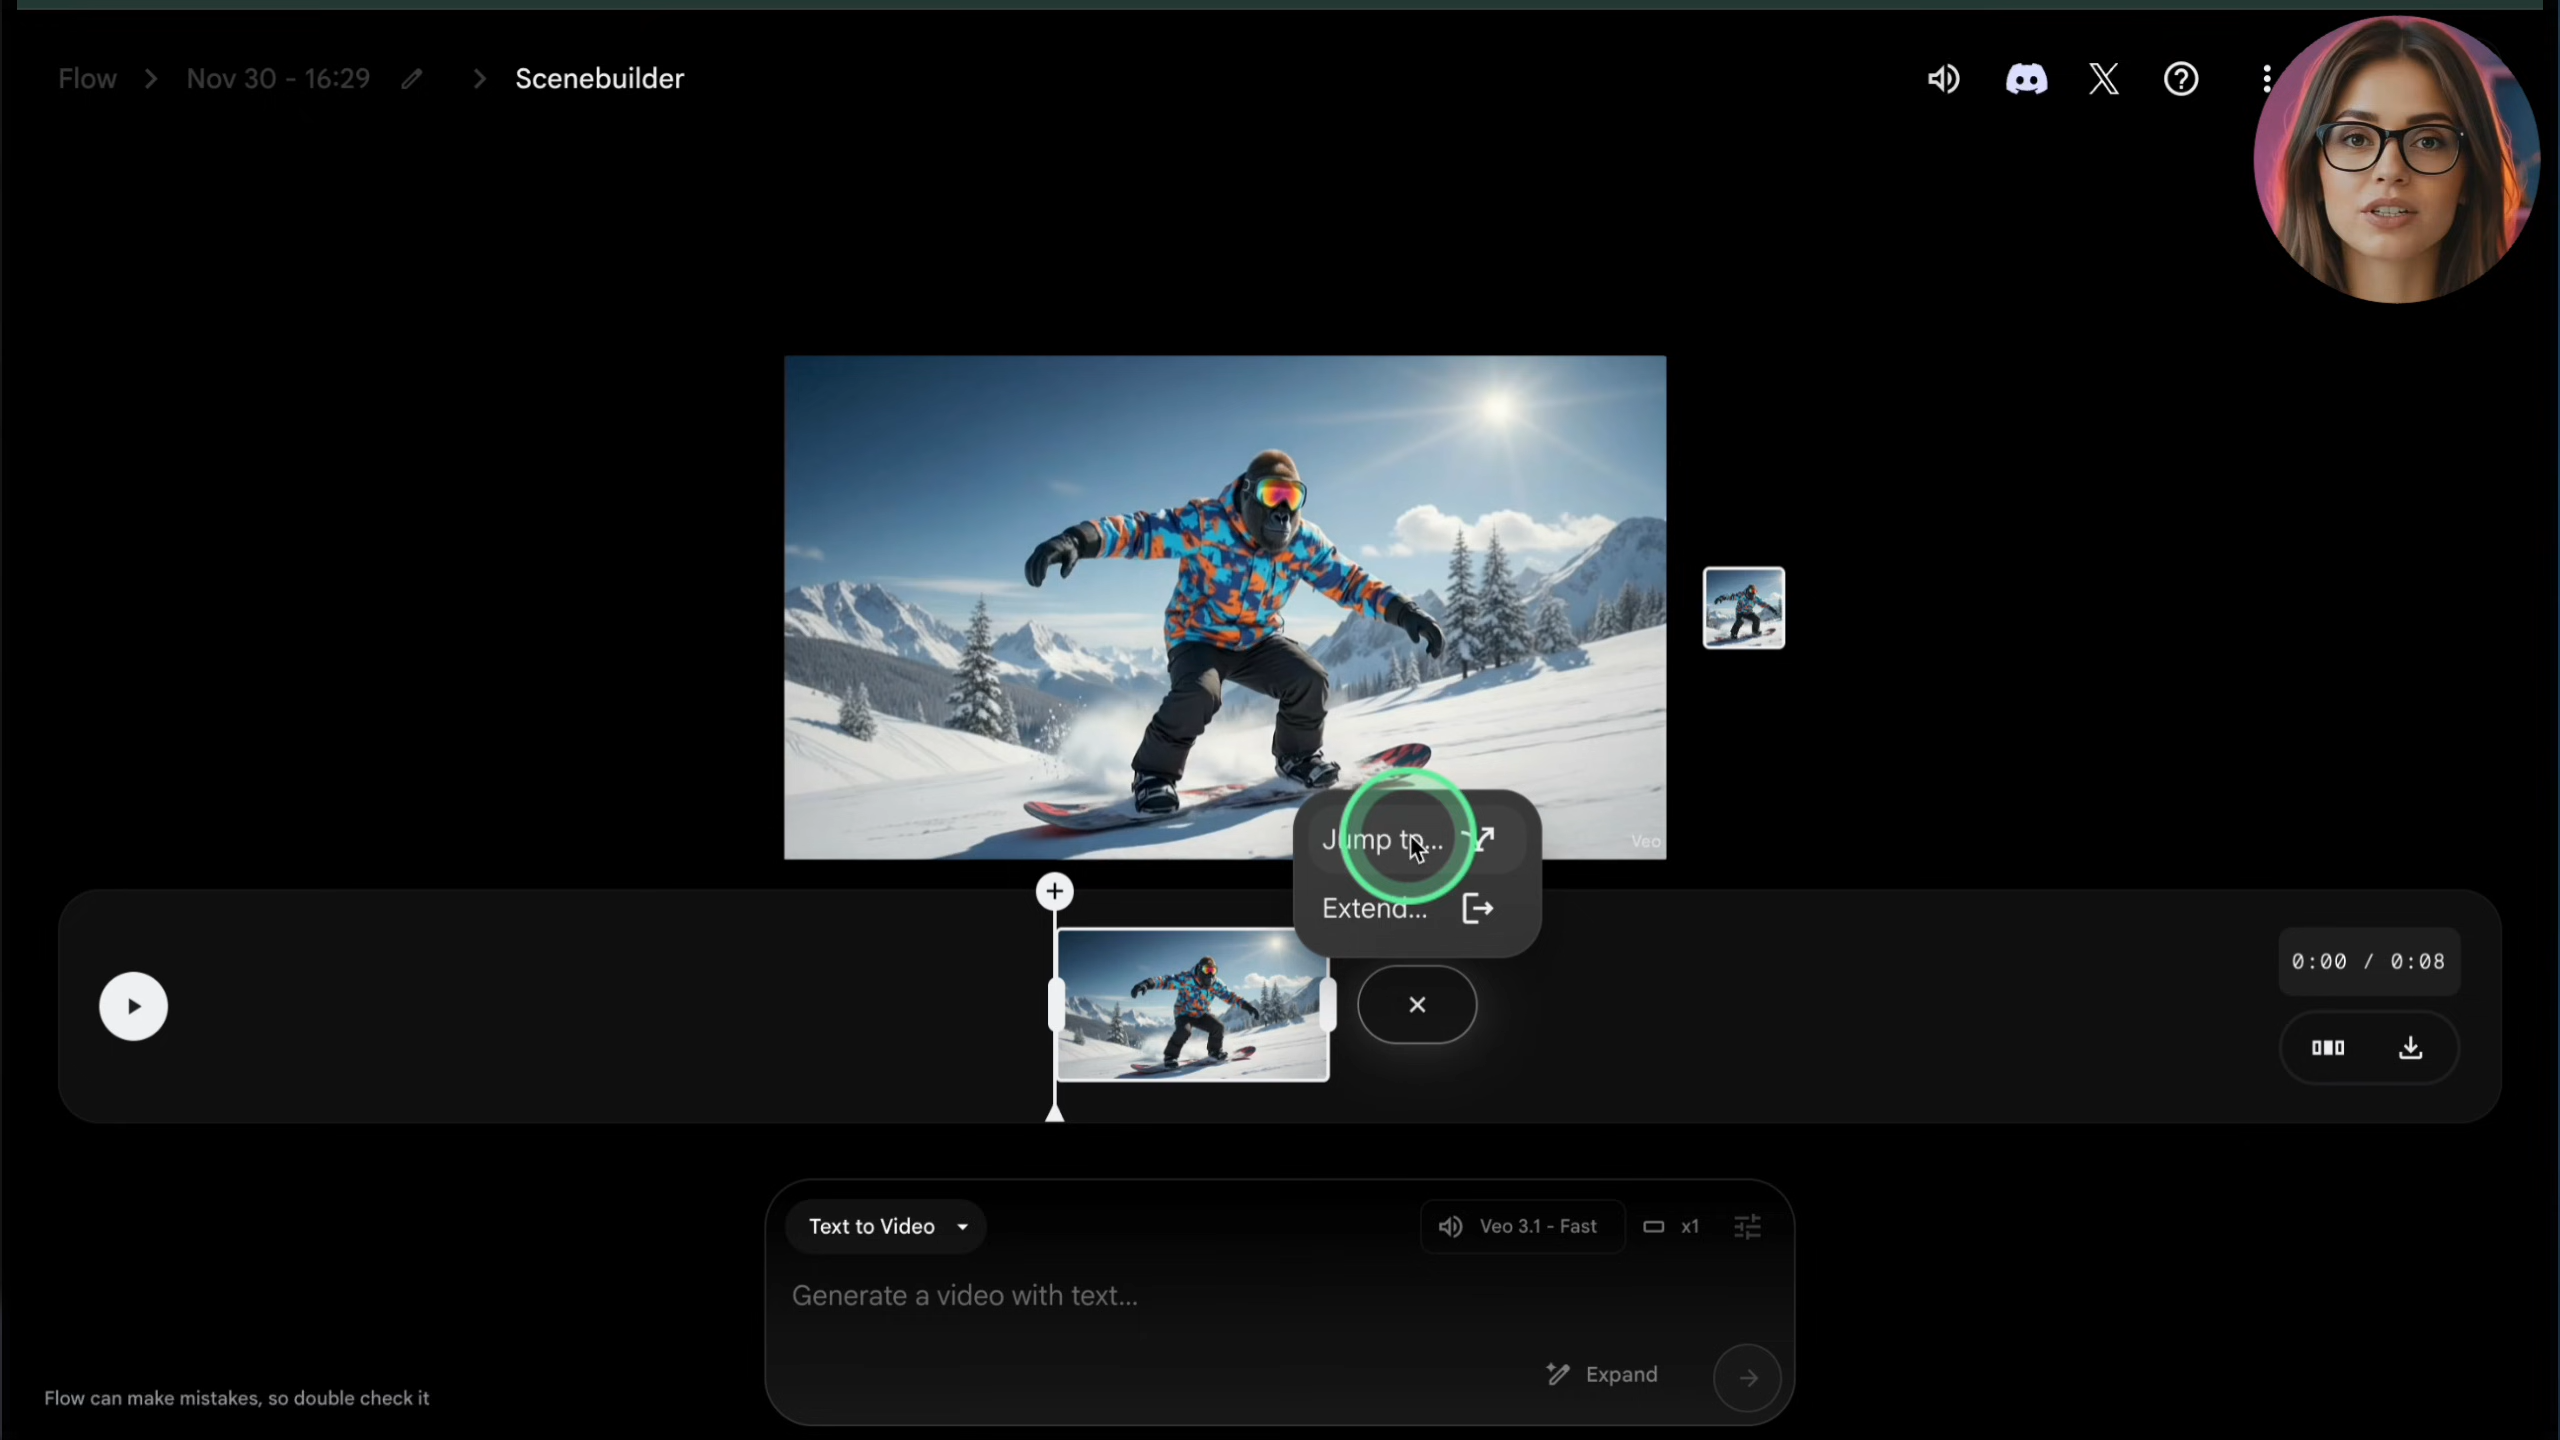 Flow
Nov 30 - 16:29
Scenebuilder
Veo
Jump to...
Extend...
0:00 / 0:08
Text to Video
Veo 3.1 - Fast
x1
Generate a video with text...
Expand
Flow can make mistakes, so double check it